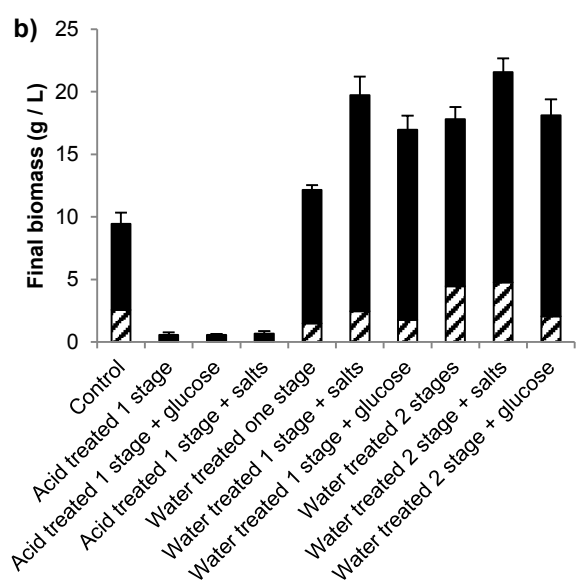 b)
Final biomass (g / L)
25
20
15
10
5
0
Control
Acid treated 1 stage
Acid treated 1 stage + glucose
Acid treated 1 stage + salts
Water treated one stage
Water treated 1 stage + salts
Water treated 1 stage + glucose
Water treated 2 stages
Water treated 2 stage + salts
Water treated 2 stage + glucose